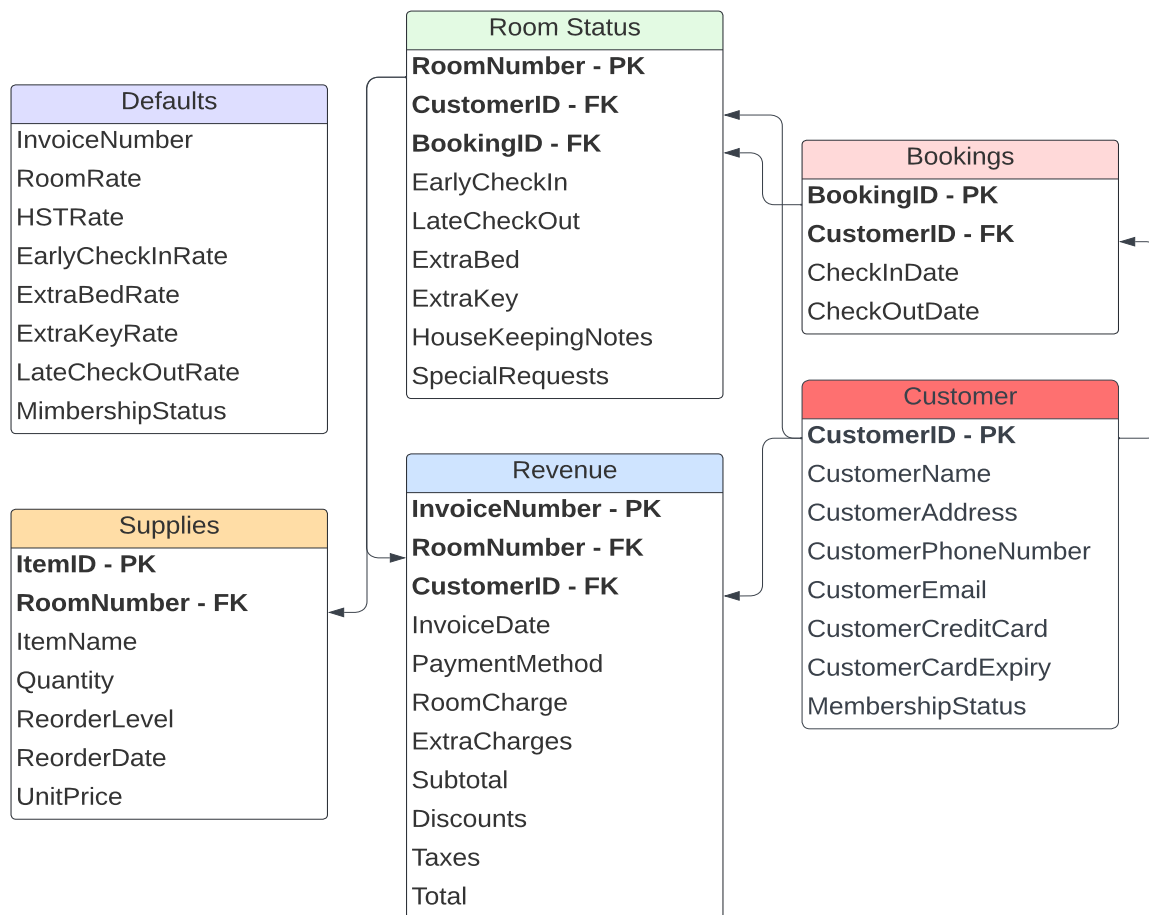 Room Status
RoomNumber - PK
CustomerID - FK
BookingID - FK
EarlyCheckIn
LateCheckOut
ExtraBed
ExtraKey
HouseKeepingNotes
SpecialRequests
Defaults
InvoiceNumber
RoomRate
HSTRate
EarlyCheckInRate
ExtraBedRate
ExtraKeyRate
LateCheckOutRate
MimbershipStatus
Bookings
BookingID - PK
CustomerID - FK
CheckInDate
CheckOutDate
Customer
CustomerID - PK
CustomerName
CustomerAddress
CustomerPhoneNumber
CustomerEmail
CustomerCreditCard
CustomerCardExpiry
MembershipStatus
Revenue
InvoiceNumber - PK
RoomNumber - FK
CustomerID - FK
InvoiceDate
PaymentMethod
RoomCharge
ExtraCharges
Subtotal
Discounts
Taxes
Total
Supplies
ItemID - PK
RoomNumber - FK
ItemName
Quantity
ReorderLevel
ReorderDate
UnitPrice